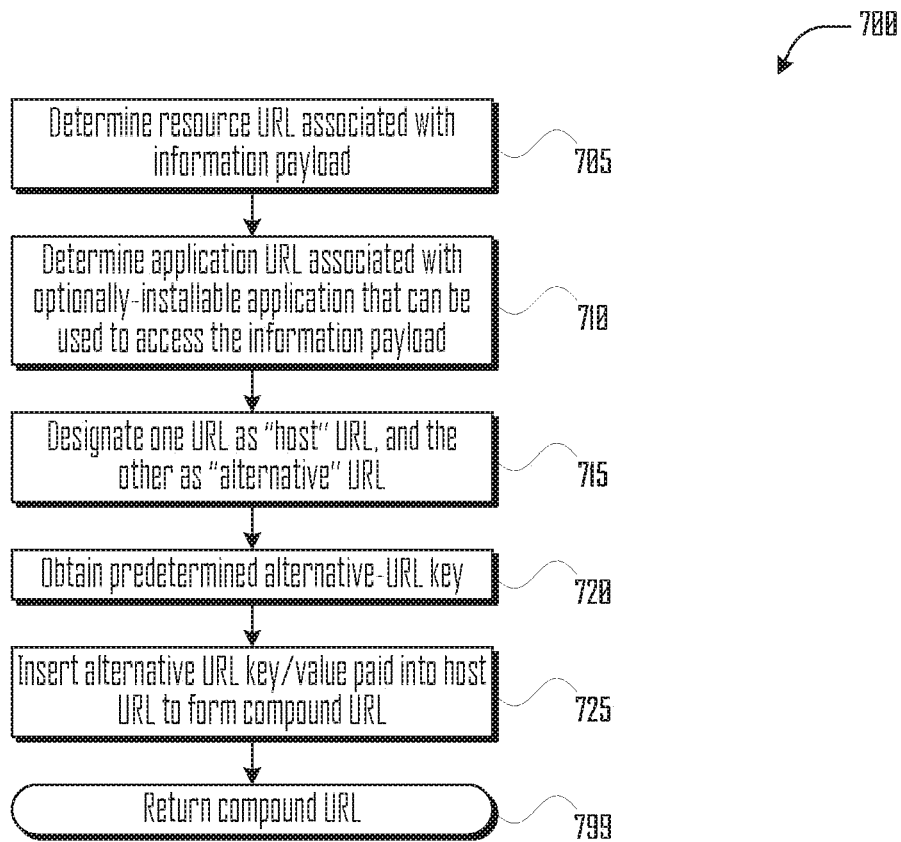 700
Determine resource URL associated with
information payload
705
Determine application URL associated with
optionally-installable application that can be
used to access the information payload
710
Designate one URL as "host" URL, and the
other as "alternative" URL
715
Obtain predetermined alternative-URL key
720
Insert alternative URL key/value paid into host
URL to form compound URL
725
Return compound URL
799